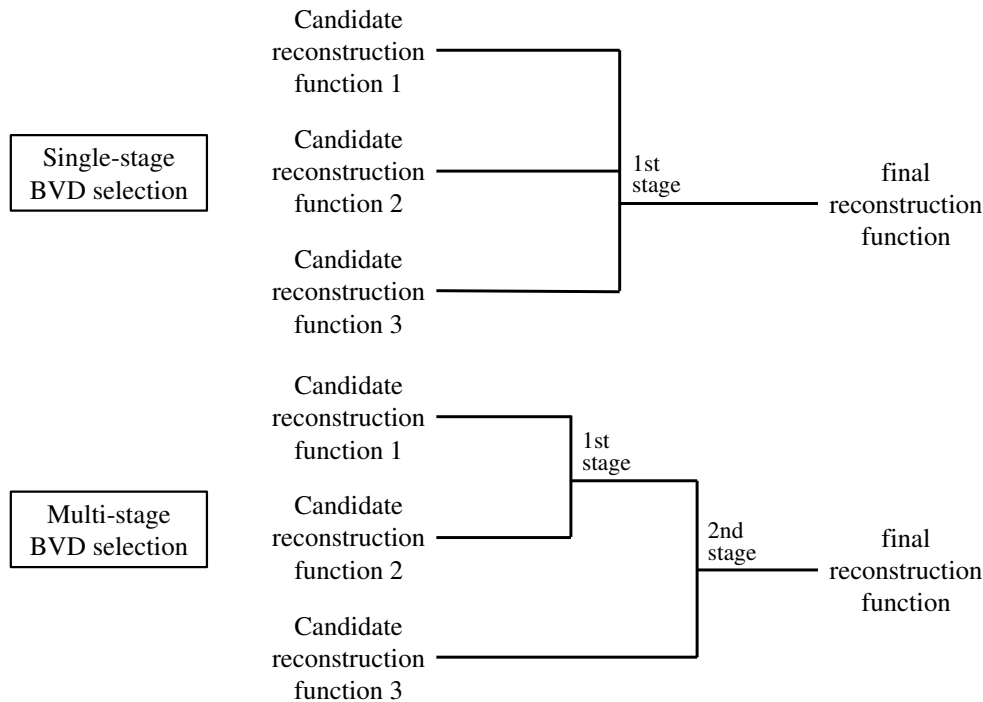 Candidate
reconstruction
function 1
Single-stage
BVD selection
Candidate
reconstruction
function 2
1st
stage
final
reconstruction
function
Candidate
reconstruction
function 3
Candidate
reconstruction
function 1
1st
stage
Multi-stage
BVD selection
Candidate
reconstruction
function 2
2nd
stage
final
reconstruction
function
Candidate
reconstruction
function 3